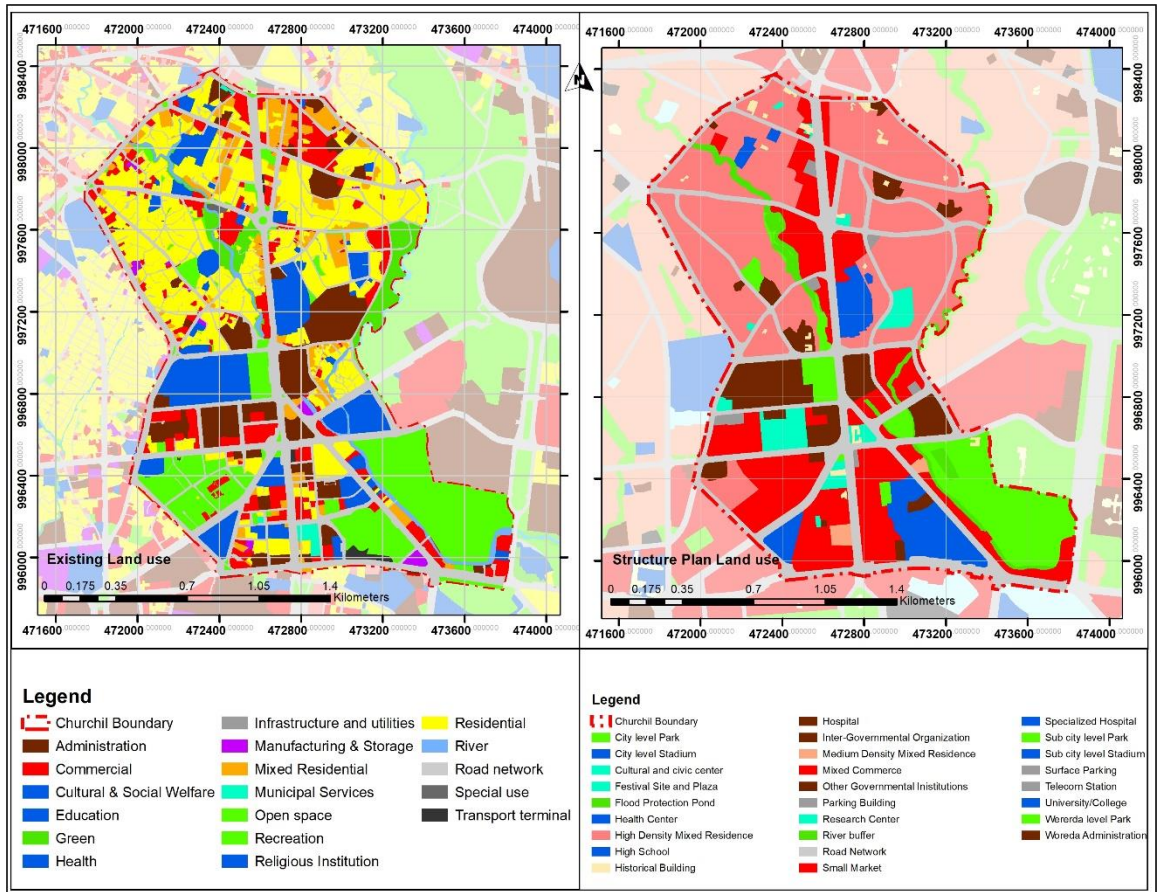 471600 472000 472400 472800 473200 473600 474000
471600 472000 472400 472800 473200 473600 474000
998400
998000
997600
997200
996800
996400
996000
N
998400
998000
997600
997200
996800
996400
996000
Existing Land use
0 0.175 0.35 0.7 1.05 1.4
Kilometers
Structure Plan Land use
0 0.175 0.35 0.7 1.05 1.4
Kilometers
471600 472000 472400 472800 473200 473600 474000
471600 472000 472400 472800 473200 473600 474000
Legend
Churchil Boundary
Administration
Commercial
Cultural & Social Welfare
Education
Green
Health
Infrastructure and utilities
Manufacturing & Storage
Mixed Residential
Municipal Services
Open space
Recreation
Religious Institution
Residential
River
Road network
Special use
Transport terminal
Legend
Churchil Boundary
City level Park
City level Stadium
Cultural and civic center
Festival Site and Plaza
Flood Protection Pond
Health Center
High Density Mixed Residence
High School
Historical Building
Hospital
Inter-Governmental Organization
Medium Density Mixed Residence
Mixed Commerce
Other Governmental Institutions
Parking Building
Research Center
River buffer
Road Network
Small Market
Specialized Hospital
Sub city level Park
Sub city level Stadium
Surface Parking
Telecom Station
University/College
Wererda level Park
Woreda Administration